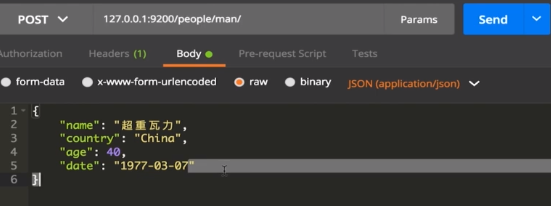 POST 127.0.0.1:9200/people/man/ Params Send
Authorization Headers (1) Body Pre-request Script Tests
form-data x-www-form-urlencoded raw binary JSON (application/json)
1 {
2 "name": "超重瓦力",
3 "country": "China",
4 "age": 40,
5 "date": "1977-03-07"
6 }